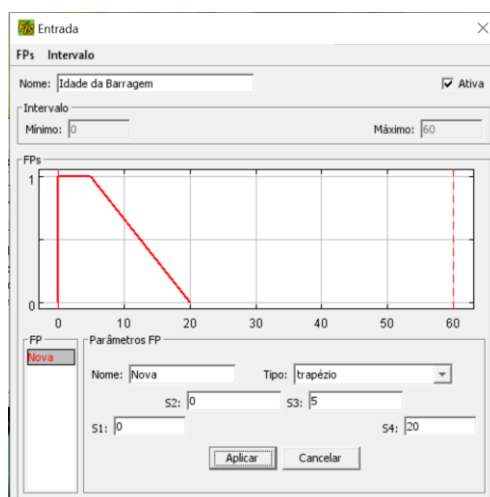 Entrada
FPs Intervalo
Nome: Idade da Barragem Ativa
Intervalo
Mínimo: 0 Máximo: 60
FPs
1
0
0 10 20 30 40 50 60
FP Parâmetros FP
Nova
Nome: Nova Tipo: trapézio
S2: 0 S3: 5
S1: 0 S4: 20
Aplicar Cancelar